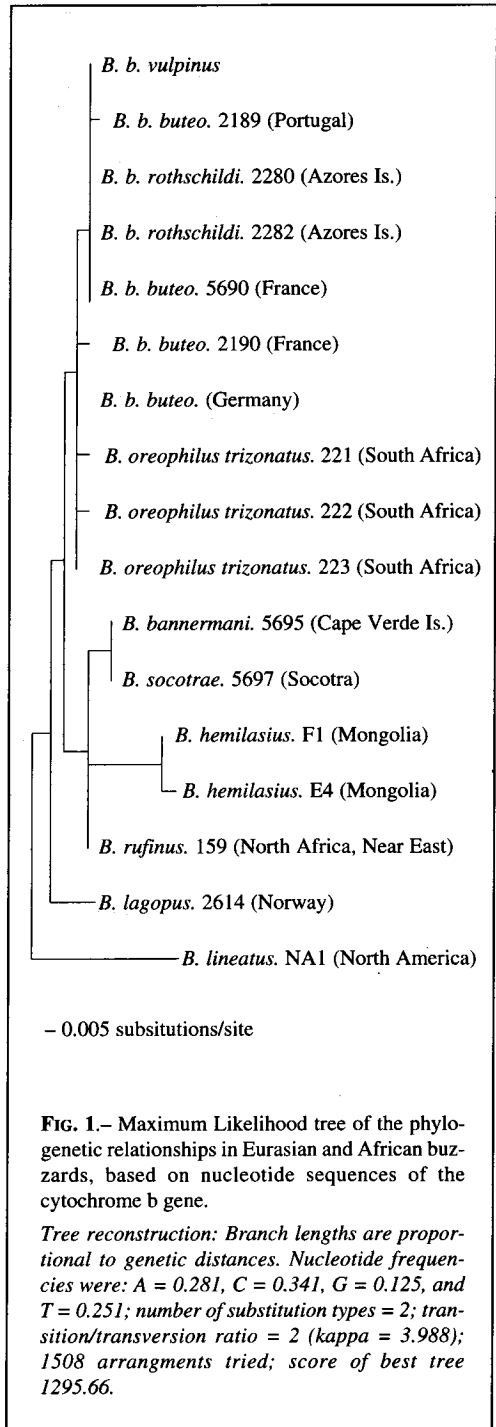 B. b. vulpinus
B. b. buteo. 2189 (Portugal)
B. b. rothschildi. 2280 (Azores Is.)
B. b. rothschildi. 2282 (Azores Is.)
B. b. buteo. 5690 (France)
B. b. buteo. 2190 (France)
B. b. buteo. (Germany)
B. oreophilus trizonatus. 221 (South Africa)
B. oreophilus trizonatus. 222 (South Africa)
B. oreophilus trizonatus. 223 (South Africa)
B. bannermani. 5695 (Cape Verde Is.)
B. socotrae. 5697 (Socotra)
B. hemilasius. F1 (Mongolia)
B. hemilasius. E4 (Mongolia)
B. rufinus. 159 (North Africa, Near East)
B. lagopus. 2614 (Norway)
B. lineatus. NA1 (North America)
– 0.005 subsitutions/site
FIG. 1.– Maximum Likelihood tree of the phylo-
genetic relationships in Eurasian and African buz-
zards, based on nucleotide sequences of the
cytochrome b gene.
Tree reconstruction: Branch lengths are propor-
tional to genetic distances. Nucleotide frequen-
cies were: A = 0.281, C = 0.341, G = 0.125, and
T = 0.251; number of substitution types = 2; tran-
sition/transversion ratio = 2 (kappa = 3.988);
1508 arrangments tried; score of best tree
1295.66.